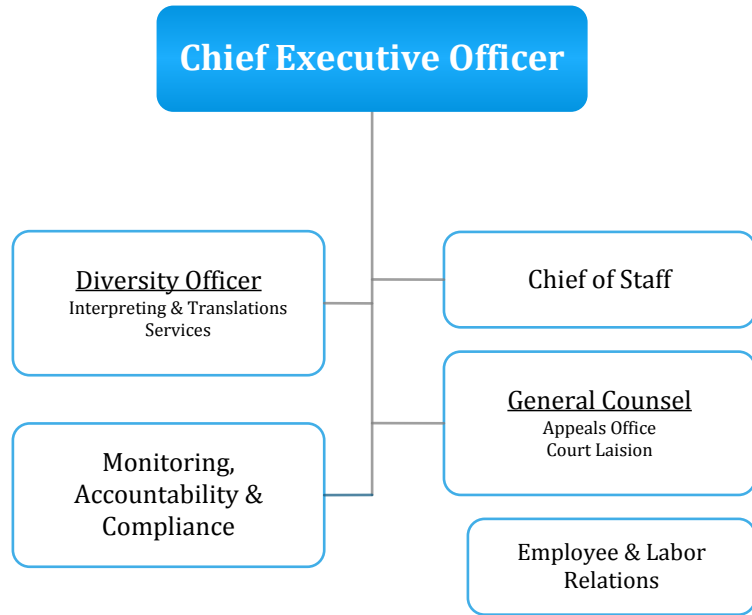 Chief Executive Officer
Diversity Officer
Interpreting & Translations
Services
Chief of Staff
General Counsel
Appeals Office
Court Laision
Monitoring,
Accountability &
Compliance
Employee & Labor
Relations